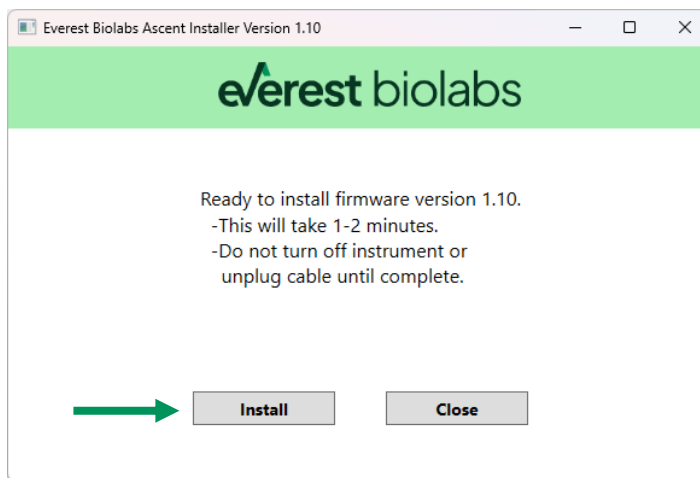 Everest Biolabs Ascent Installer Version 1.10
everest biolabs
Ready to install firmware version 1.10.
-This will take 1-2 minutes.
-Do not turn off instrument or
unplug cable until complete.
Install
Close